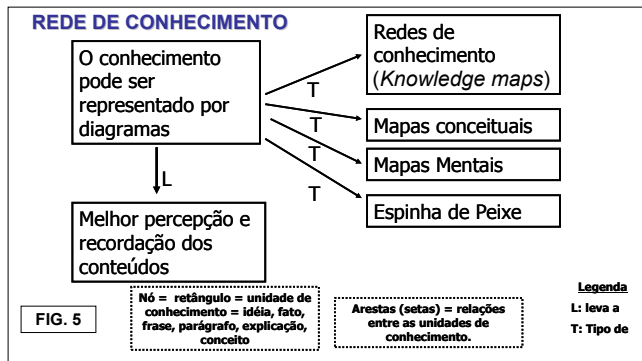 REDE DE CONHECIMENTO
O conhecimento
pode ser
representado por
diagramas
Redes de
conhecimento
(Knowledge maps)
T
T
Mapas conceituais
T
Mapas Mentais
T
Espinha de Peixe
L
Melhor percepção e
recordação dos
conteúdos
Nó = retângulo = unidade de
conhecimento = idéia, fato,
frase, parágrafo, explicação,
conceito
Arestas (setas) = relações
entre as unidades de
conhecimento.
Legenda
L: leva a
T: Tipo de
FIG. 5